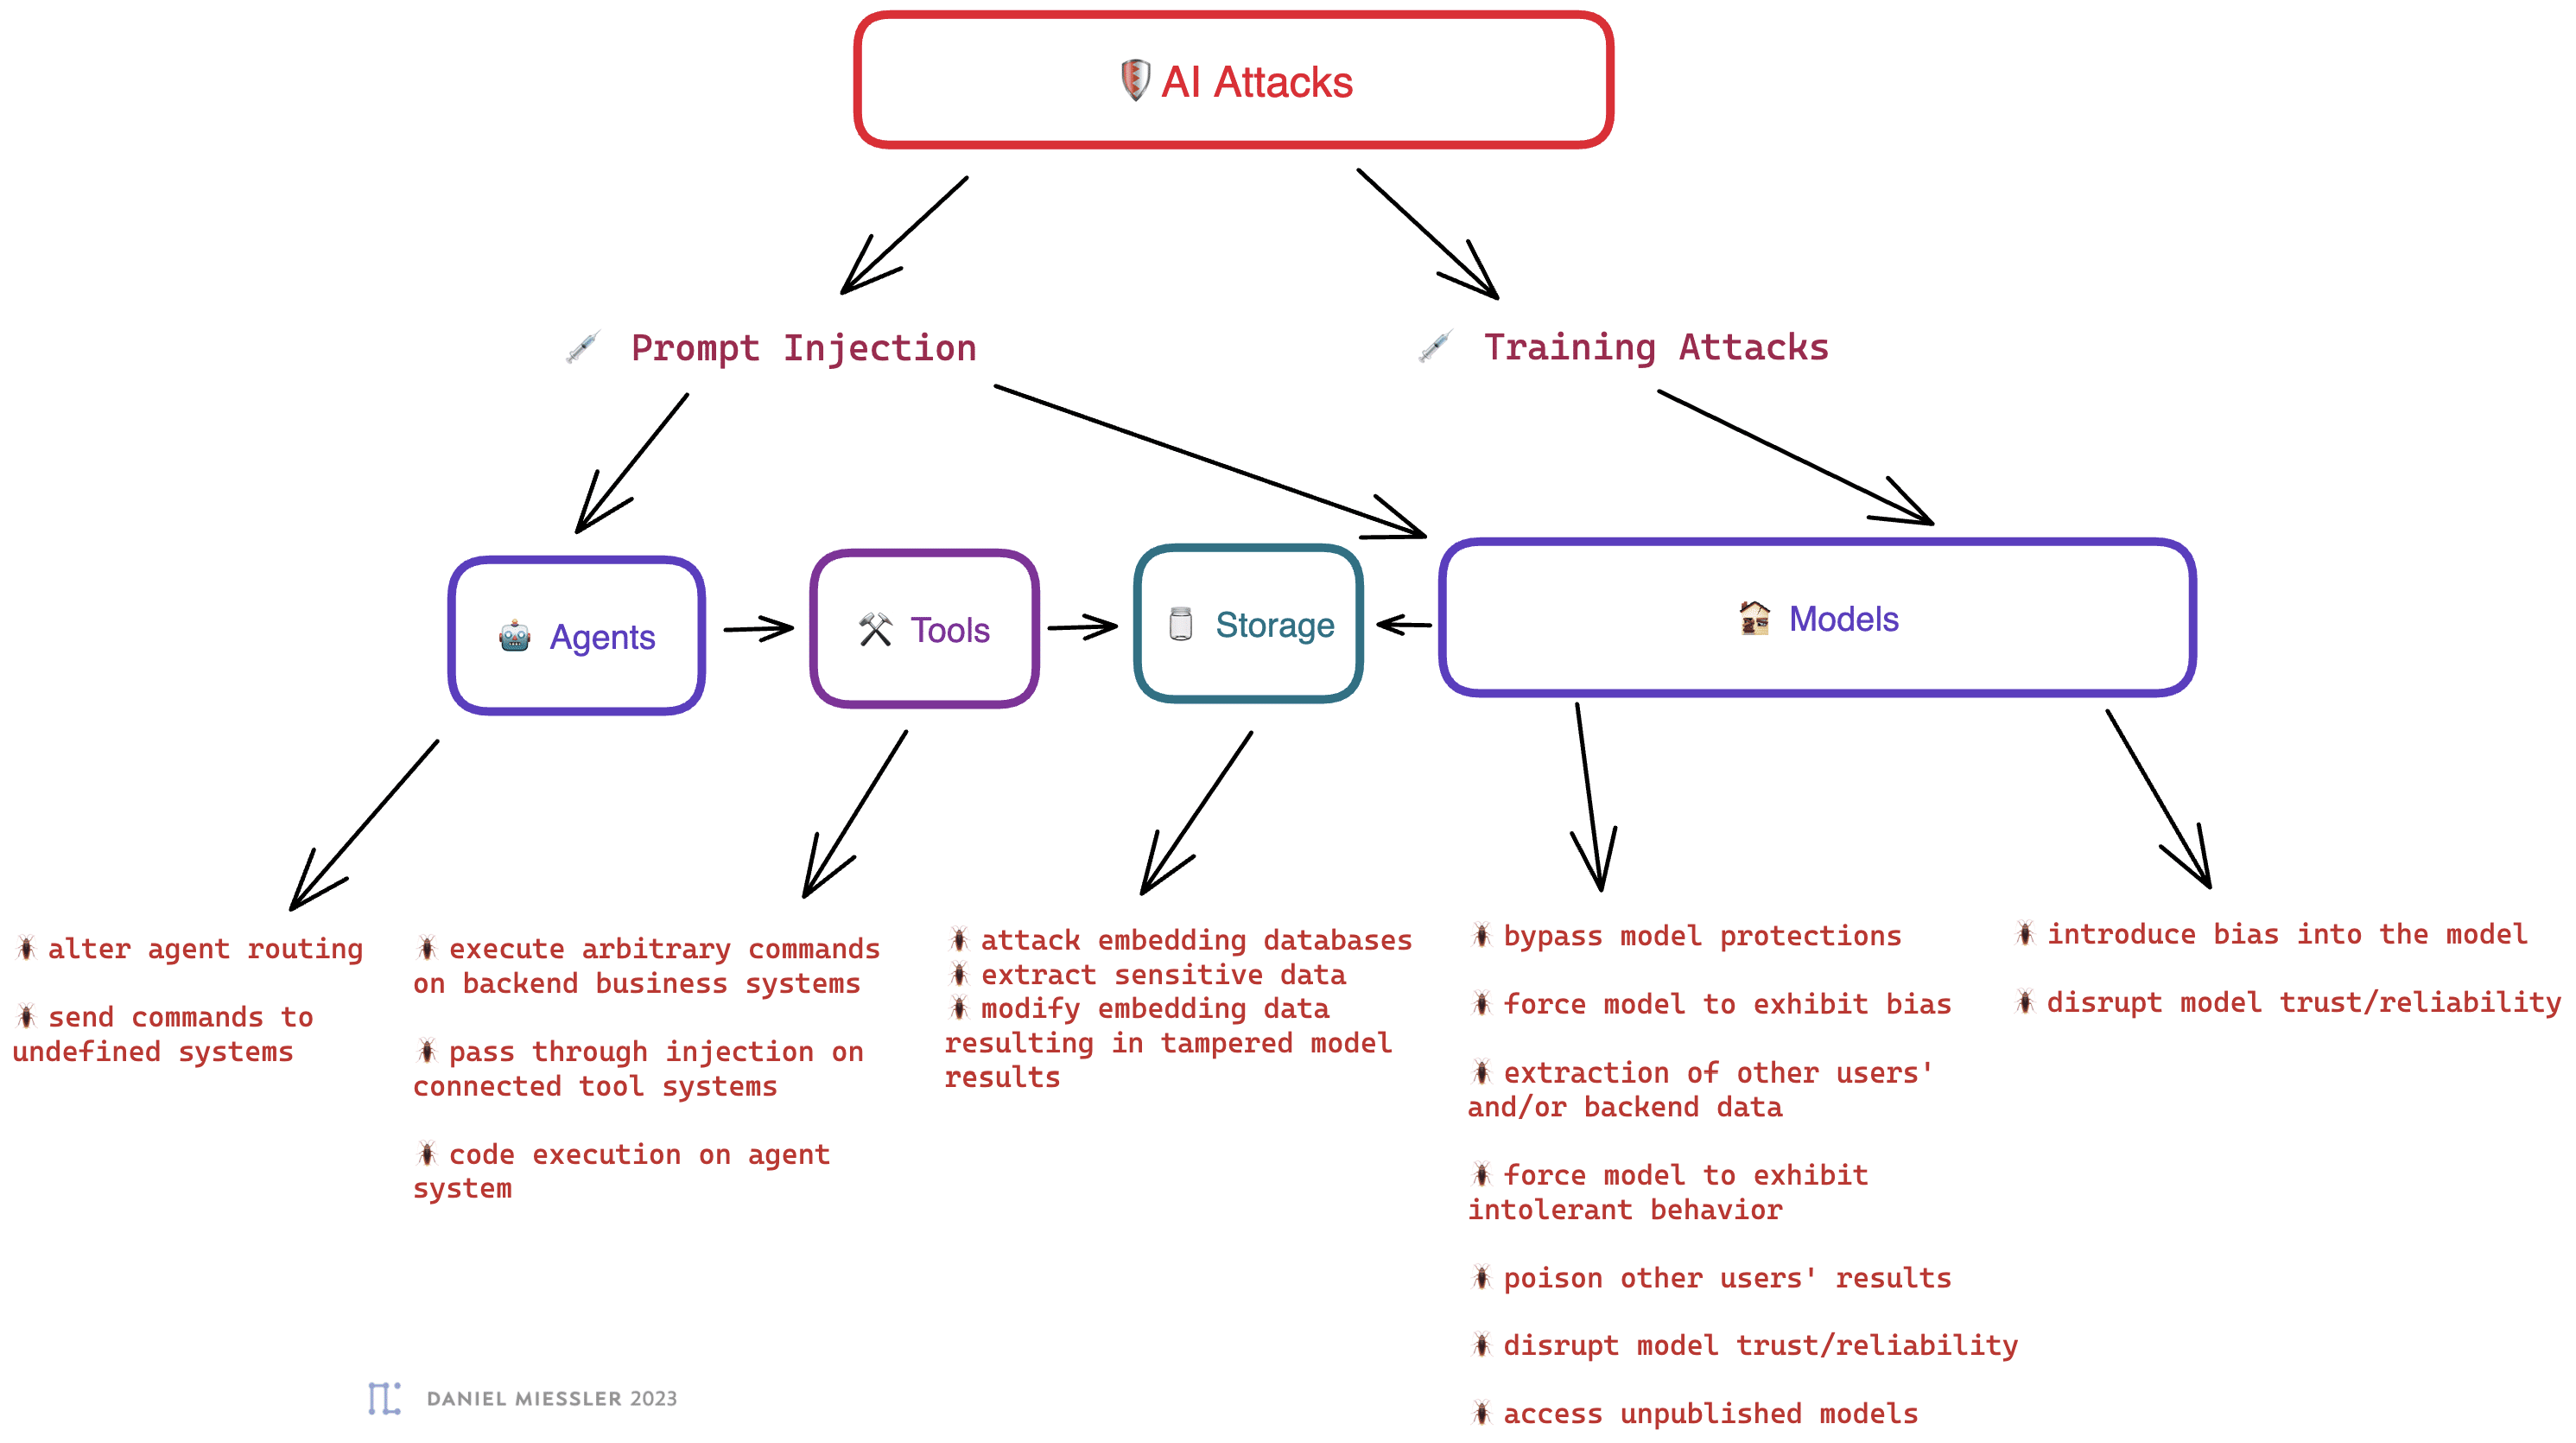 AI Attacks
Prompt Injection
Training Attacks
Agents
Tools
Storage
Models
alter agent routing
send commands to
undefined systems
execute arbitrary commands
on backend business systems
pass through injection on
connected tool systems
code execution on agent
system
attack embedding databases
extract sensitive data
modify embedding data
resulting in tampered model
results
bypass model protections
force model to exhibit bias
extraction of other users'
and/or backend data
force model to exhibit
intolerant behavior
poison other users' results
disrupt model trust/reliability
access unpublished models
introduce bias into the model
disrupt model trust/reliability
DANIEL MIESSLER 2023